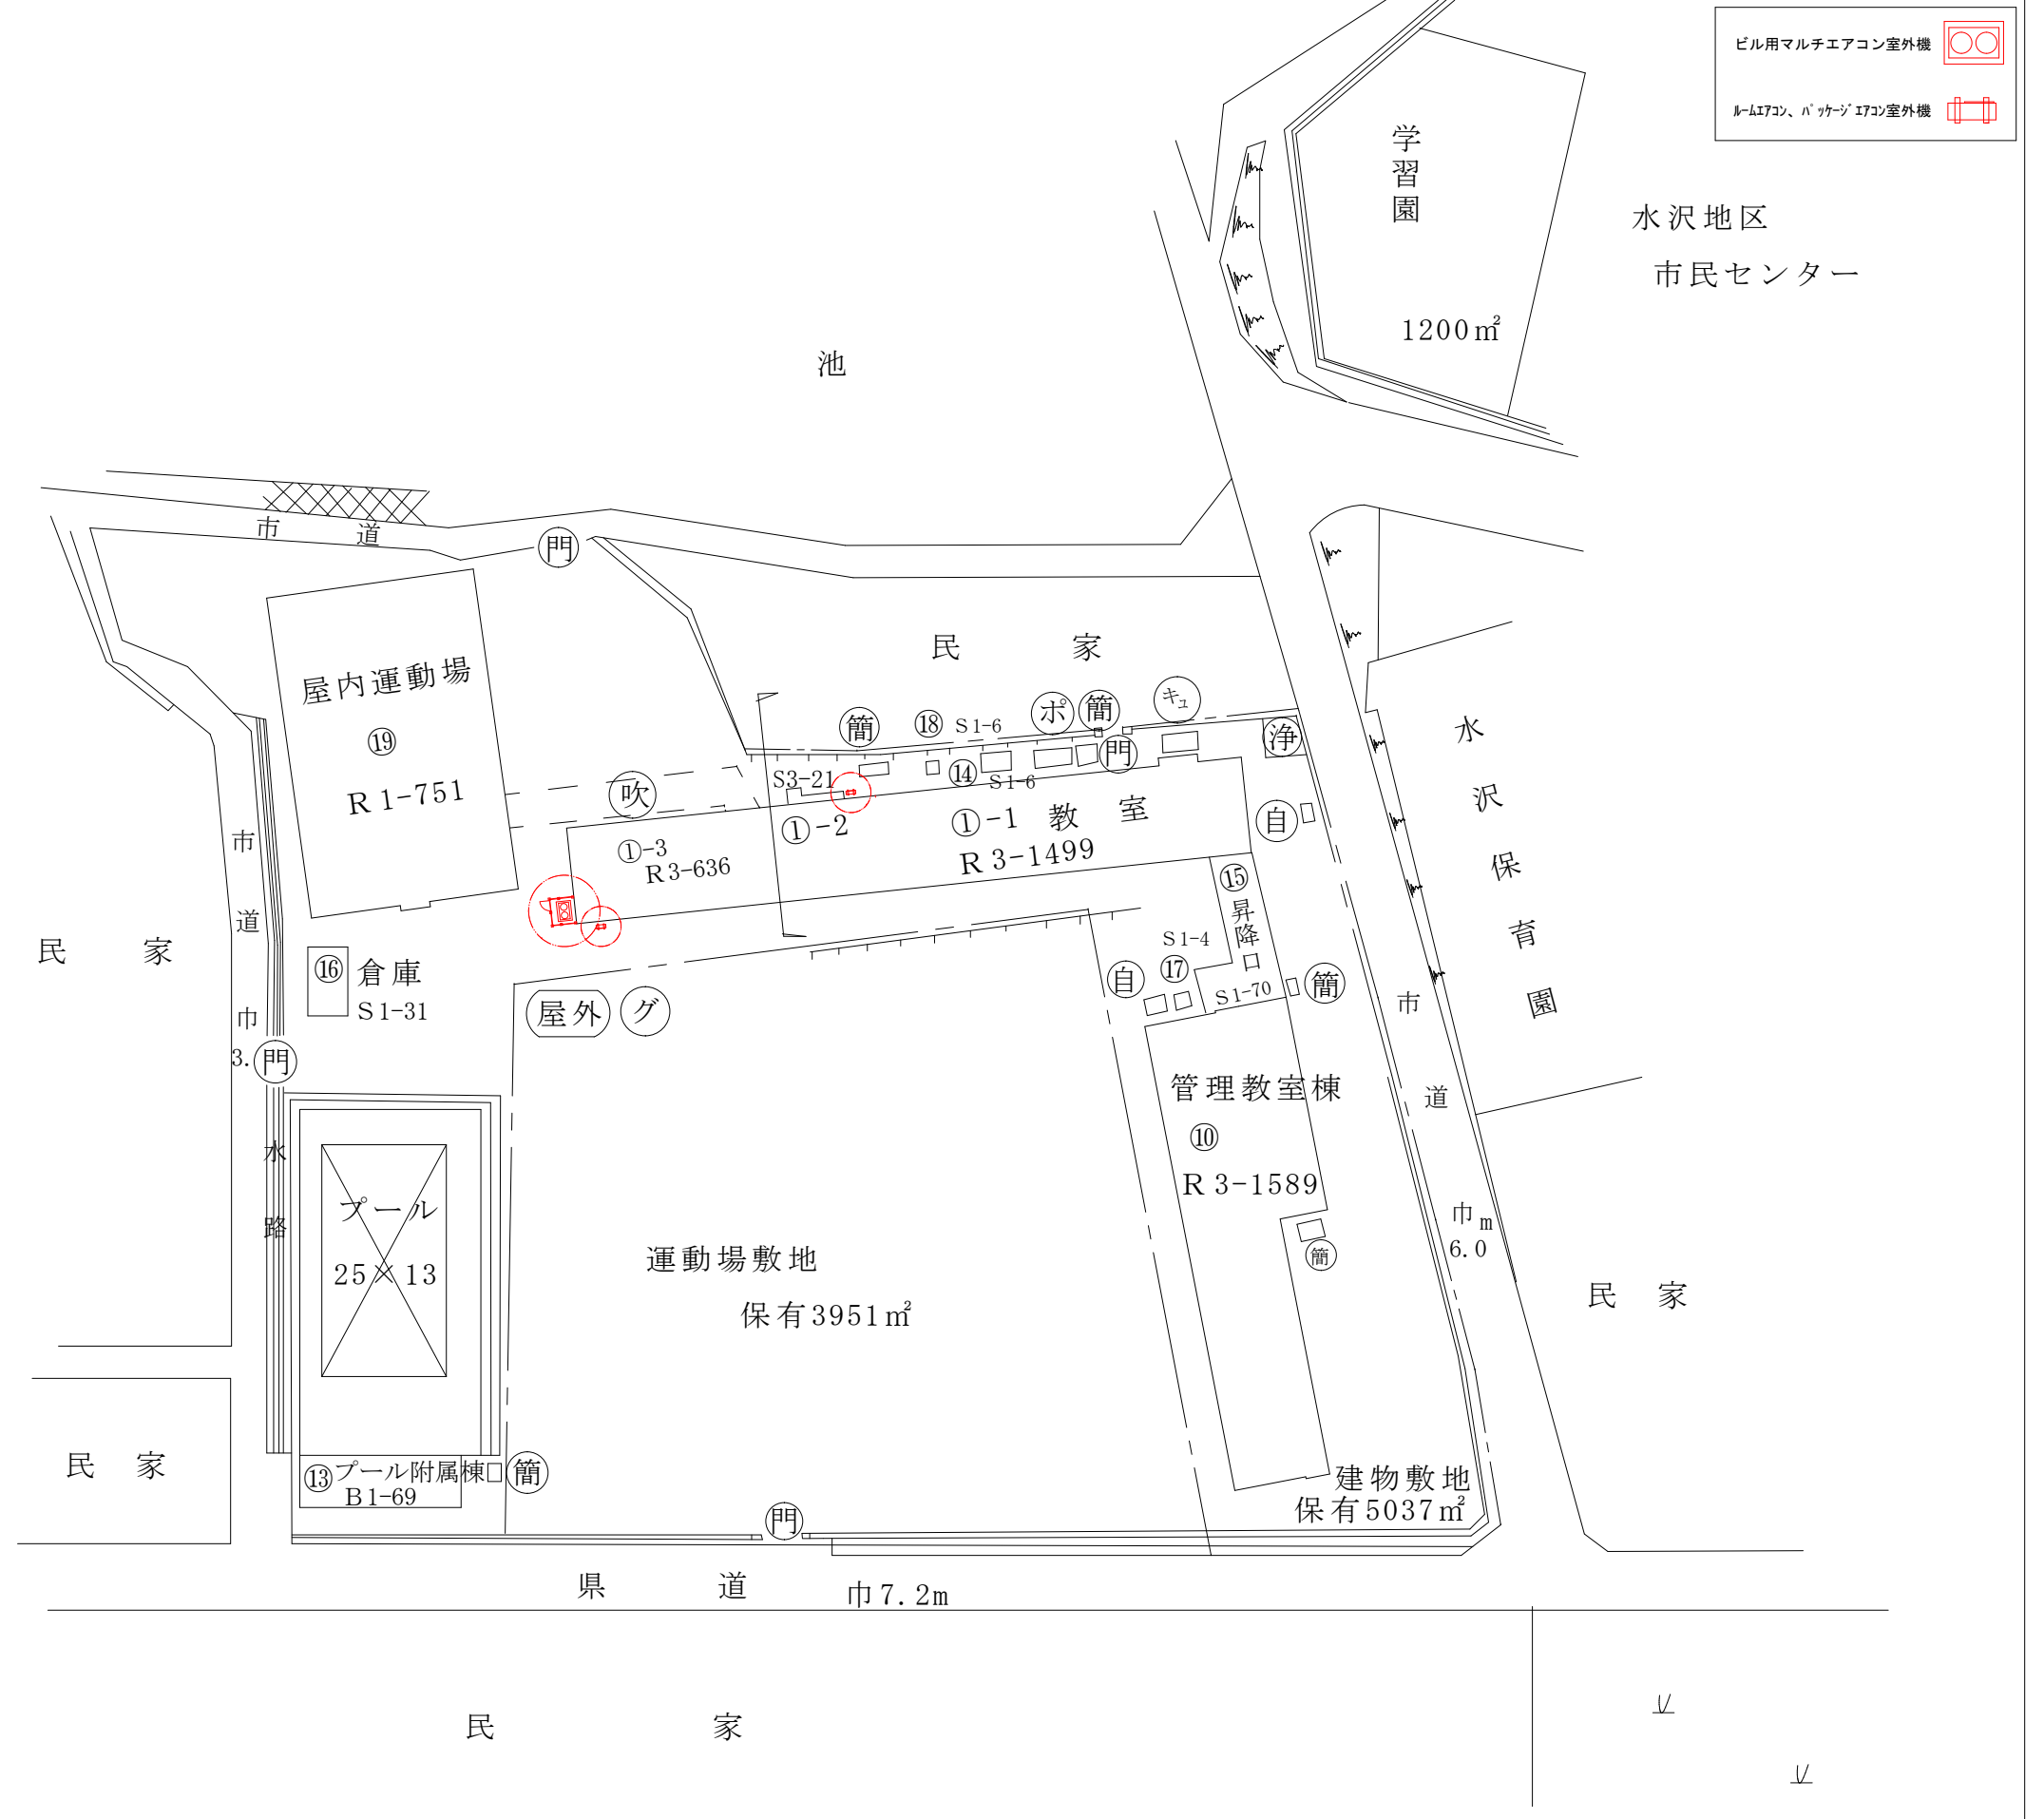 ビル用マルチエアコン室外機
ﾙｰﾑｴｱｺﾝ、ﾊﾟｯｹｰｼﾞｴｱｺﾝ室外機
学習園
1200㎡
水沢地区
市民センター
池
市道
門
民家
屋内運動場
⑲
R1-751
吹
簡
⑱ S1-6
ポ
簡
キュ
浄
門
S3-21
⑭ S1-6
①-2
①-1 教室
R3-1499
①-3
R3-636
自
⑮
昇降口
S1-70
S1-4
⑰
自
簡
水沢保育園
市道
巾m
6.0
民家
市道
巾
3.
門
水路
民家
⑯ 倉庫
S1-31
屋外
グ
管理教室棟
⑩
R3-1589
簡
プール
25×13
運動場敷地
保有3951㎡
民家
⑬ プール附属棟
B1-69
簡
建物敷地
保有5037㎡
門
県道 巾7.2m
民家